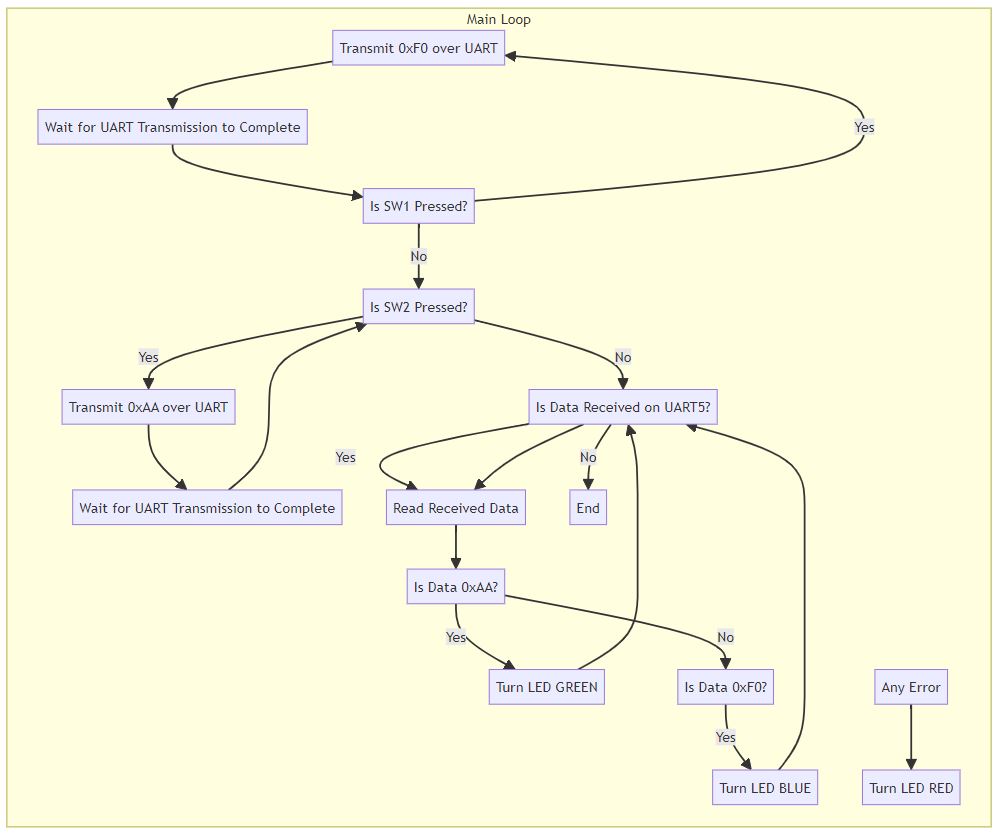 Main Loop
Transmit 0xF0 over UART
Wait for UART Transmission to Complete
Yes
Is SW1 Pressed?
No
Is SW2 Pressed?
Yes
No
Transmit 0xAA over UART
Is Data Received on UART5?
Yes
No
Wait for UART Transmission to Complete
Read Received Data
End
Is Data 0xAA?
Yes
No
Turn LED GREEN
Is Data 0xF0?
Any Error
Yes
Turn LED BLUE
Turn LED RED